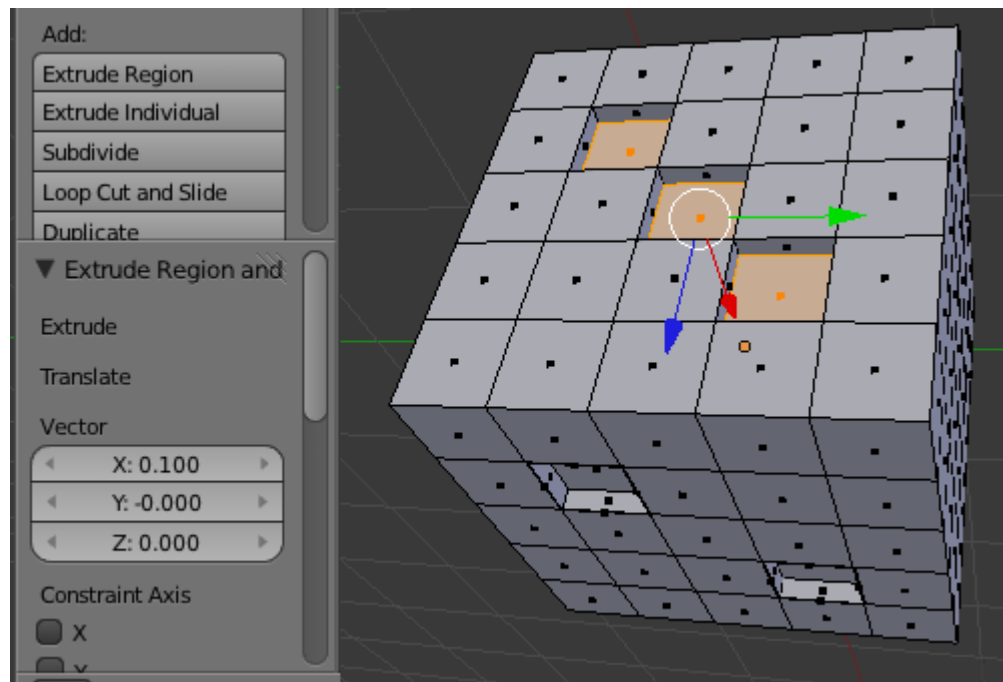 Add:
Extrude Region
Extrude Individual
Subdivide
Loop Cut and Slide
Duplicate
Extrude Region and
Extrude
Translate
Vector
X: 0.100
Y: -0.000
Z: 0.000
Constraint Axis
X
Y